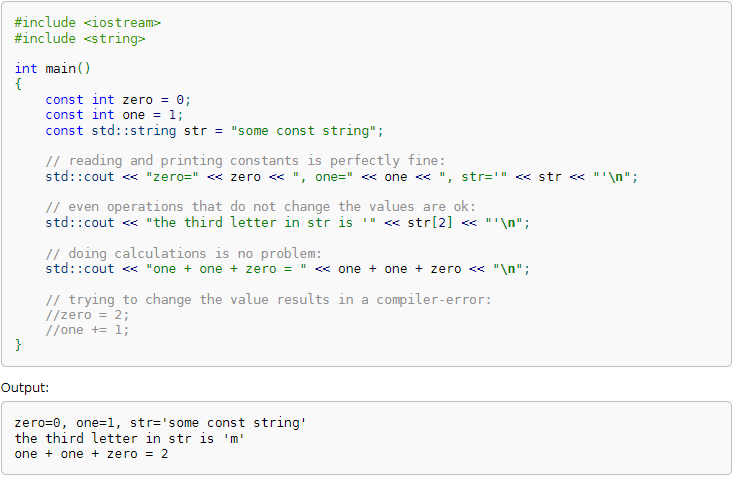 #include <iostream>
#include <string>

int main()
{
    const int zero = 0;
    const int one = 1;
    const std::string str = "some const string";

    // reading and printing constants is perfectly fine:
    std::cout << "zero=" << zero << ", one=" << one << ", str='" << str << "'\n";

    // even operations that do not change the values are ok:
    std::cout << "the third letter in str is '" << str[2] << "'\n";

    // doing calculations is no problem:
    std::cout << "one + one + zero = " << one + one + zero << "\n";

    // trying to change the value results in a compiler-error:
    //zero = 2;
    //one += 1;
}
Output:
zero=0, one=1, str='some const string'
the third letter in str is 'm'
one + one + zero = 2